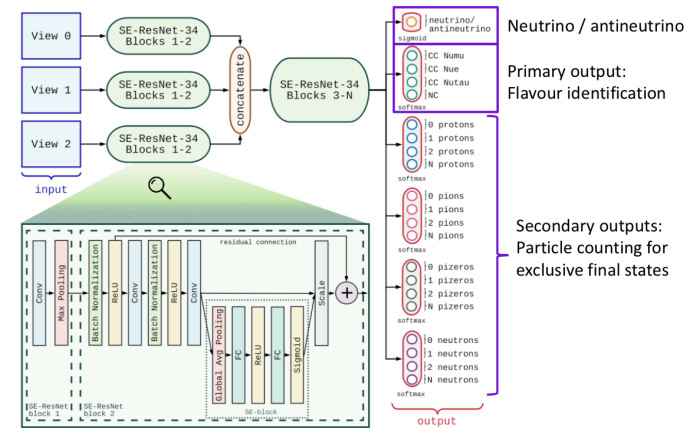 View 0
View 1
View 2
input
SE-ResNet-34
Blocks 1-2
SE-ResNet-34
Blocks 1-2
SE-ResNet-34
Blocks 1-2
concatenate
SE-ResNet-34
Blocks 3-N
neutrino/
antineutrino
sigmoid
Neutrino / antineutrino
CC Numu
CC Nue
CC Nutau
NC
softmax
Primary output:
Flavour identification
0 protons
1 protons
2 protons
N protons
softmax
0 pions
1 pions
2 pions
N pions
softmax
0 pizeros
1 pizeros
2 pizeros
N pizeros
softmax
0 neutrons
1 neutrons
2 neutrons
N neutrons
softmax
output
Secondary outputs:
Particle counting for
exclusive final states
Conv
Max Pooling
SE-ResNet
block 1
Batch Normalization
ReLU
Conv
Batch Normalization
ReLU
Conv
residual connection
Global Avg Pooling
FC
ReLU
FC
Sigmoid
SE-block
Scale
+
SE-ResNet
block 2